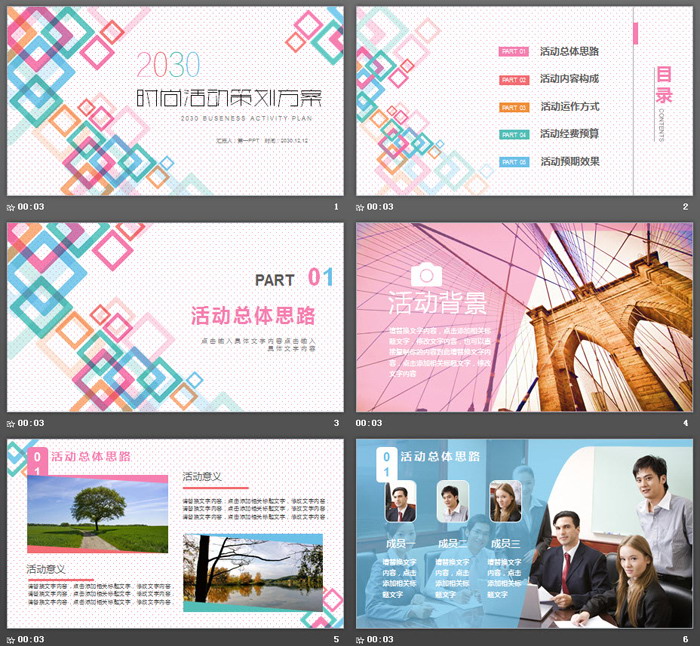 2030
时尚活动策划方案
2030 BUSENESS ACTIVITY PLAN
汇报人：第一PPT 时间：2030.12.12
00:03
1
PART 01 活动总体思路
PART 02 活动内容构成
PART 03 活动运作方式
PART 04 活动经费预算
PART 05 活动预期效果
目录
CONTENTS
00:03
2
PART 01
活动总体思路
点击输入具体文字内容点击输入
具体文字内容
00:03
3
活动背景
请替换文字内容，点击添加相关标
题文字，修改文字内容，也可以直
接复制你的内容到此请替换文字内
容，点击添加相关标题文字，修改
文字内容
00:03
4
01
活动总体思路
活动意义
请替换文字内容，点击添加相关标题文字，修改文字内容，
请替换文字内容，点击添加相关标题文字，修改文字内容，
请替换文字内容，点击添加相关标题文字，修改文字内容，
活动意义
请替换文字内容，点击添加相关标题文字，修改文字内容，
请替换文字内容，点击添加相关标题文字，修改文字内容，
请替换文字内容，点击添加相关标题文字，修改文字内容，
00:03
5
01
活动总体思路
成员一 成员二 成员三
请替换文字 请替换文字 请替换文字
内容，点击 内容，点击 内容，点击
添加相关标 添加相关标 添加相关标
题文字 题文字 题文字
00:03
6